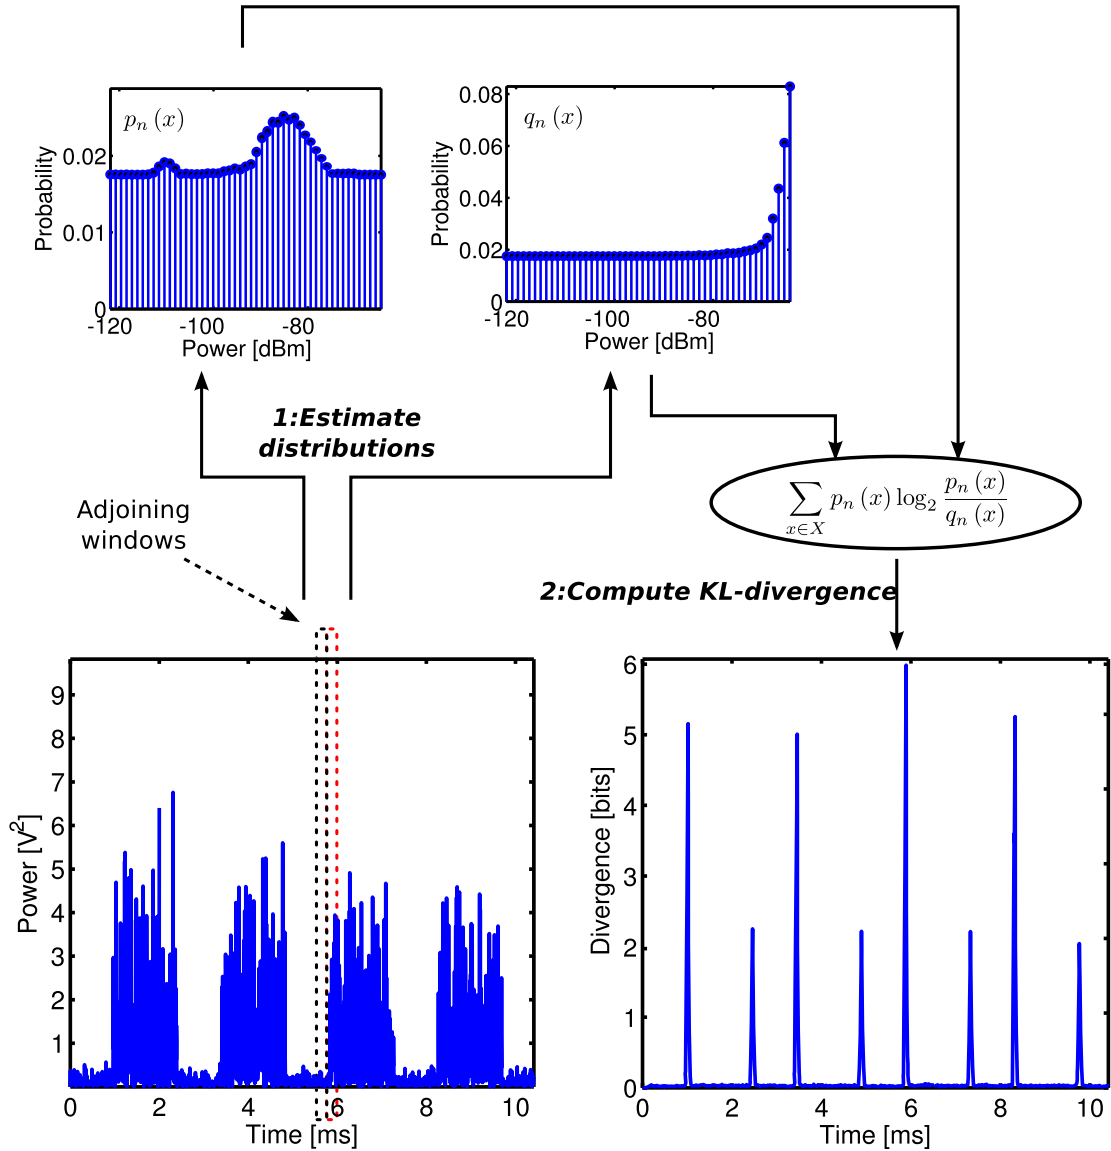 pₙ (x)
0.02
0.01
0
Probability
-120
-100
-80
Power [dBm]
qₙ (x)
0.08
0.06
0.04
0.02
0
Probability
-120
-100
-80
Power [dBm]
1:Estimate
distributions
Adjoining
windows
∑ x∈X pₙ (x) log₂ pₙ (x) / qₙ (x)
2:Compute KL-divergence
9
8
7
6
5
4
3
2
1
Power [V²]
0
2
4
6
8
10
Time [ms]
6
5
4
3
2
1
0
Divergence [bits]
0
2
4
6
8
10
Time [ms]